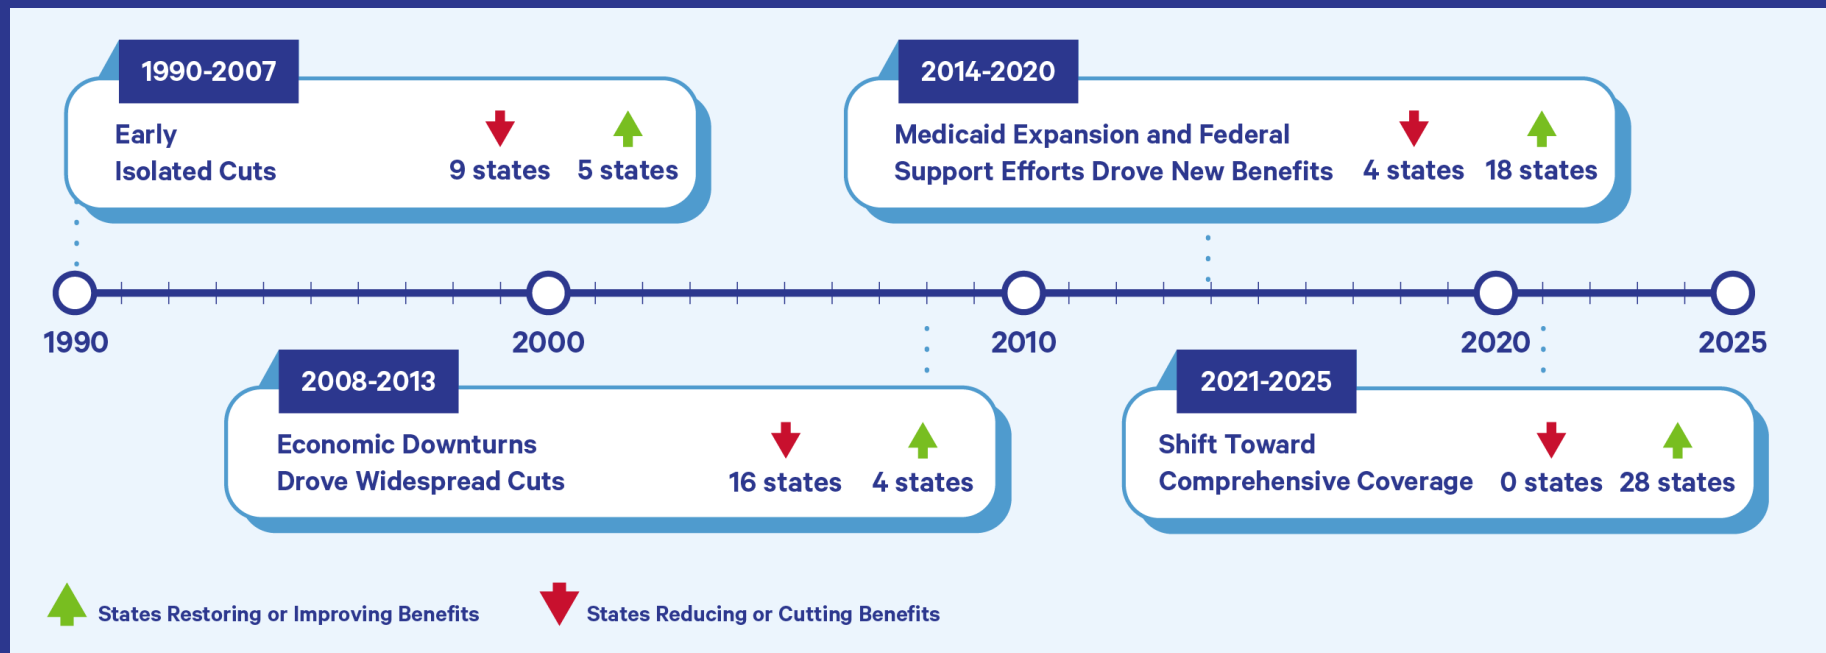 1990-2007
Early
Isolated Cuts
9 states
5 states
2014-2020
Medicaid Expansion and Federal
Support Efforts Drove New Benefits
4 states
18 states
1990
2000
2010
2020
2025
2008-2013
Economic Downturns
Drove Widespread Cuts
16 states
4 states
2021-2025
Shift Toward
Comprehensive Coverage
0 states
28 states
States Restoring or Improving Benefits
States Reducing or Cutting Benefits